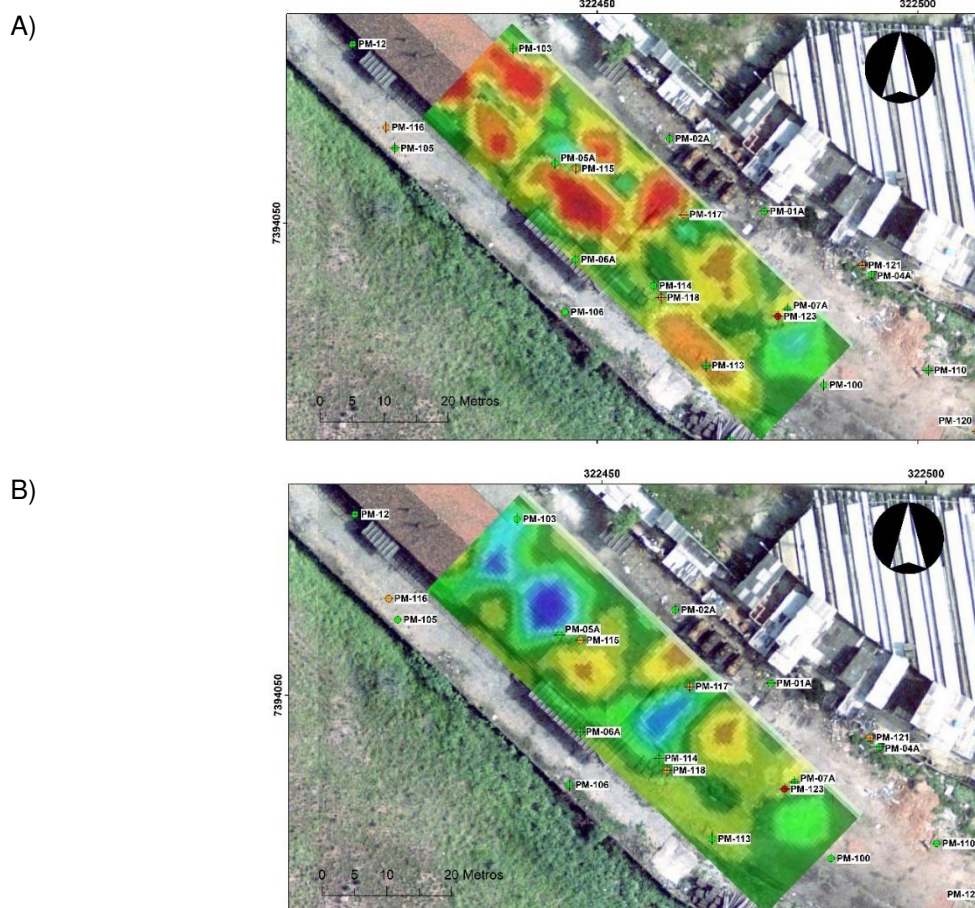 A)
322450
322500
PM-12
PM-103
PM-116
PM-105
PM-02A
PM-05A
PM-115
PM-117
PM-01A
7394050
PM-06A
PM-121
PM-04A
PM-114
PM-118
PM-07A
PM-123
PM-106
PM-113
PM-110
PM-100
0 5 10 20 Metros
PM-120
B)
322450
322500
PM-12
PM-103
PM-116
PM-105
PM-02A
PM-05A
PM-115
PM-117
PM-01A
7394050
PM-06A
PM-121
PM-04A
PM-114
PM-118
PM-07A
PM-123
PM-106
PM-113
PM-110
PM-100
0 5 10 20 Metros
PM-12